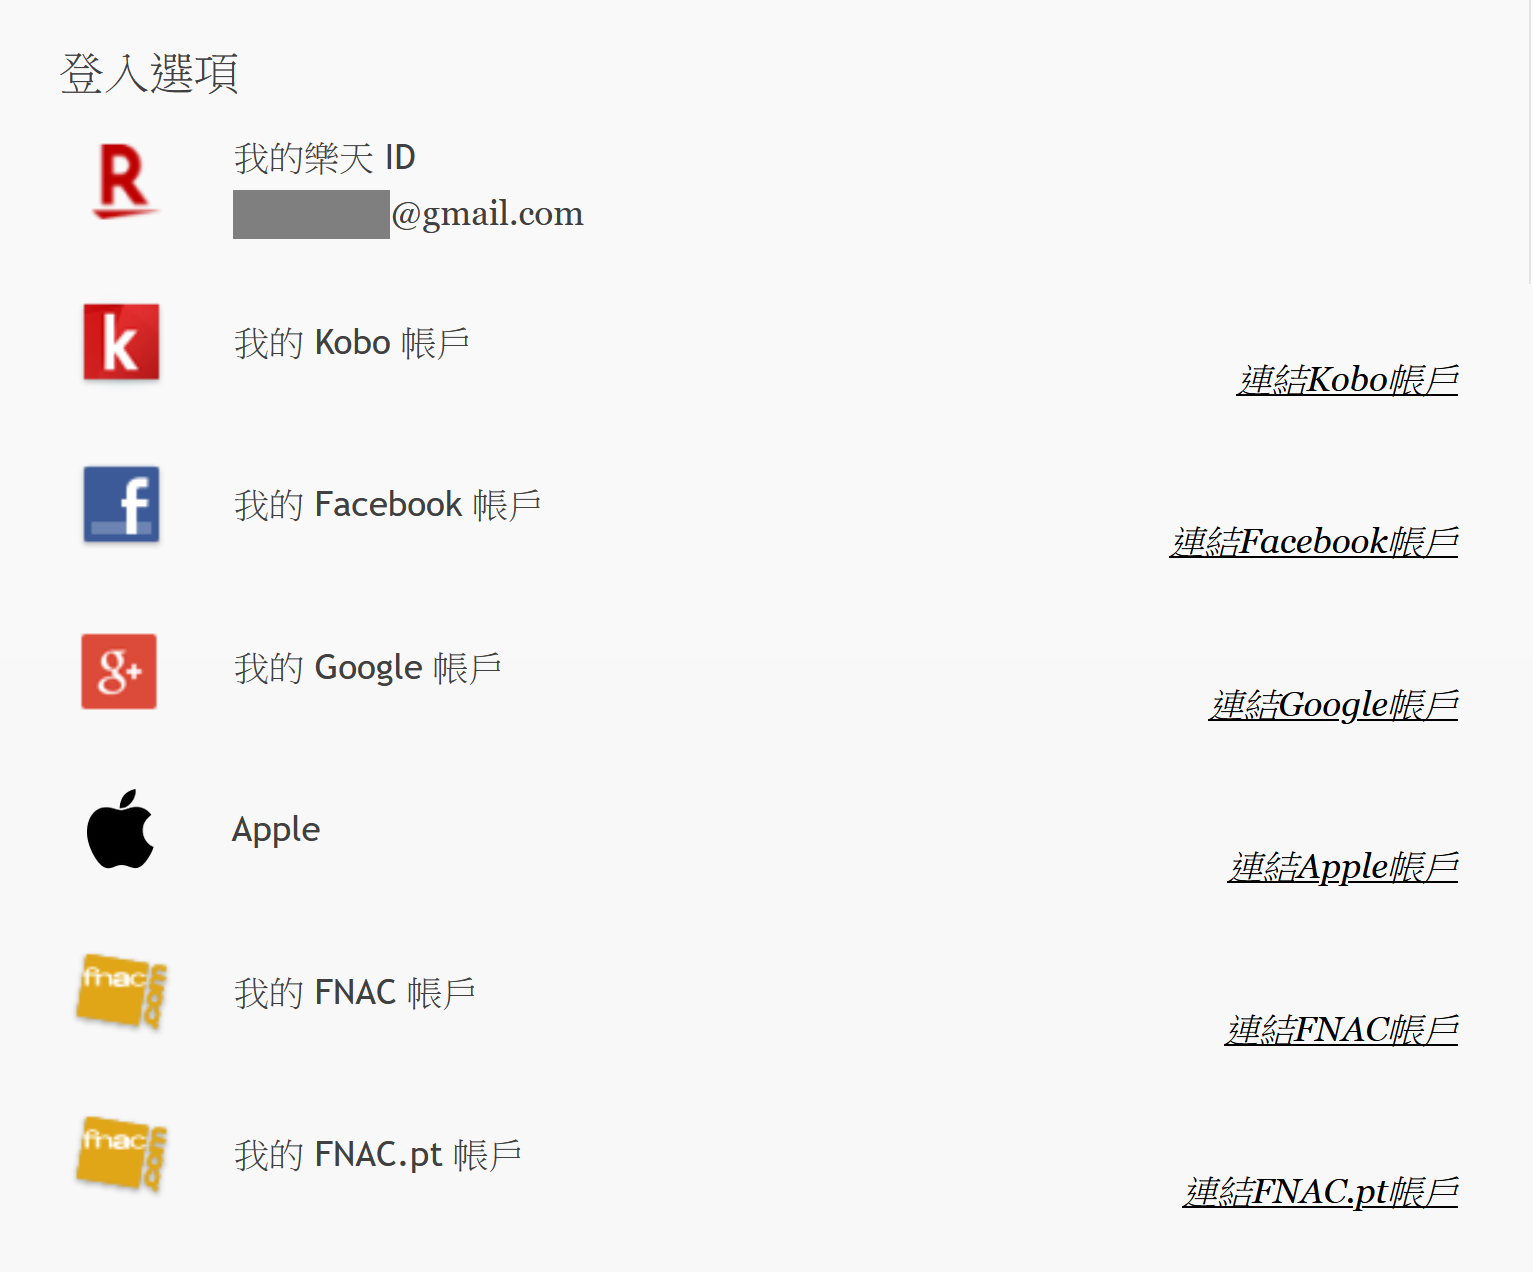 登入選項
我的樂天 ID
@gmail.com
我的 Kobo 帳戶
連結Kobo帳戶
我的 Facebook 帳戶
連結Facebook帳戶
我的 Google 帳戶
連結Google帳戶
Apple
連結Apple帳戶
fnac.com
我的 FNAC 帳戶
連結FNAC帳戶
fnac.com
我的 FNAC.pt 帳戶
連結FNAC.pt帳戶